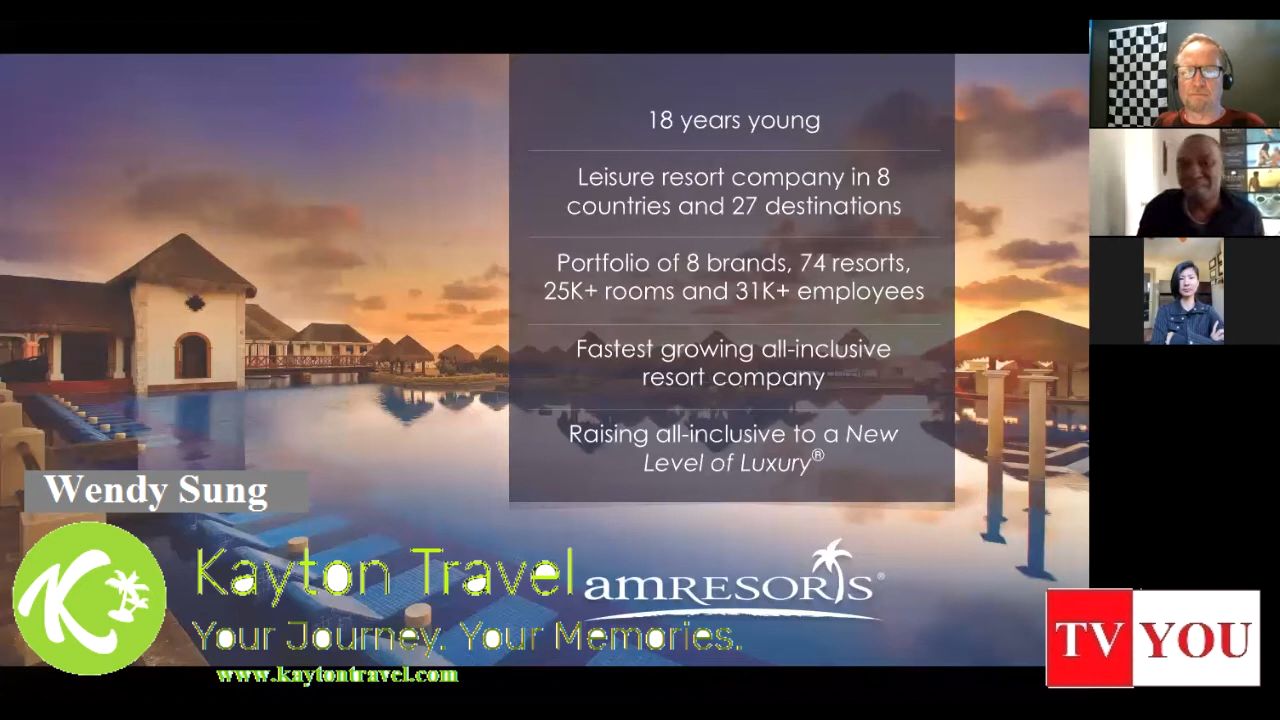 18 years young
Leisure resort company in 8
countries and 27 destinations
Portfolio of 8 brands, 74 resorts,
25K+ rooms and 31K+ employees
Fastest growing all-inclusive
resort company
Raising all-inclusive to a New
Level of Luxury®
Wendy Sung
K
Kayton Travel
Your Journey. Your Memories.
www.kaytontravel.com
amRESORTS®
TV YOU